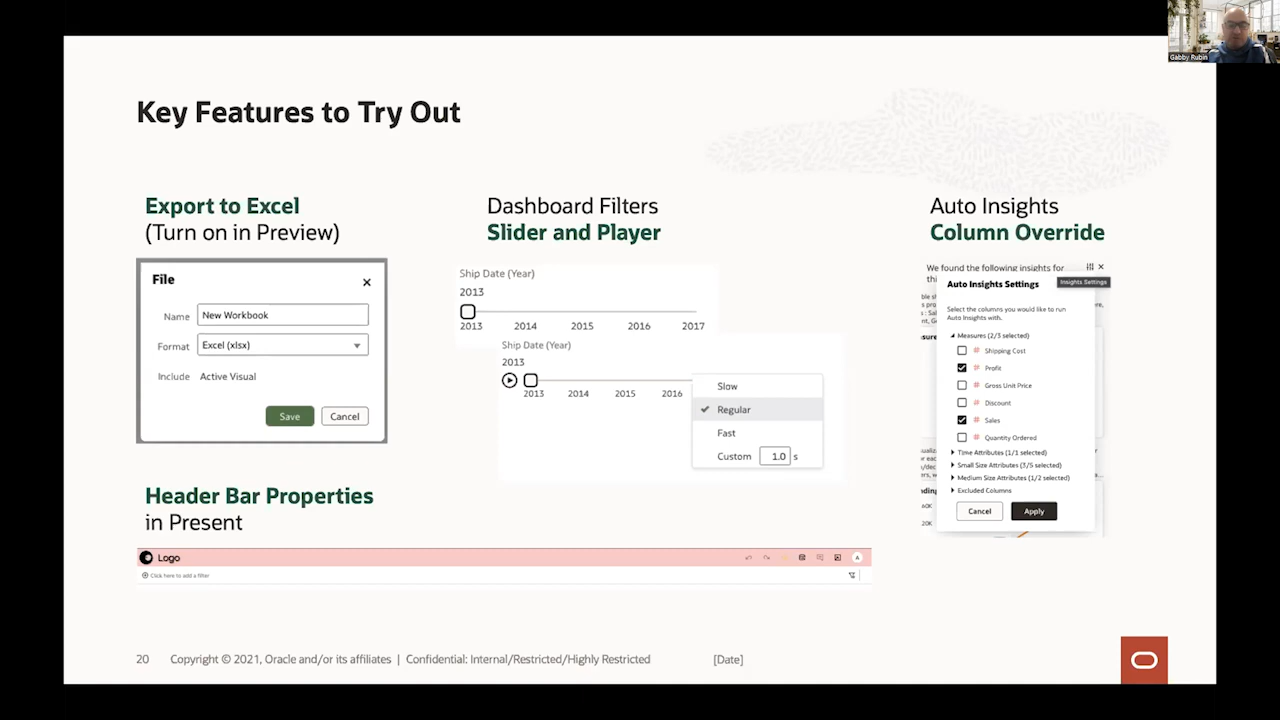 Gabby Rubin
Key Features to Try Out
Export to Excel
(Turn on in Preview)
File
Name
New Workbook
Format
Excel (xlsx)
Include
Active Visual
Save
Cancel
Dashboard Filters
Slider and Player
Ship Date (Year)
2013
2013 2014 2015 2016 2017
Ship Date (Year)
2013
2013 2014 2015 2016
Slow
Regular
Fast
Custom 1.0 s
Auto Insights
Column Override
We found the following insights for
Auto Insights Settings
Insights Settings
Select the columns you would like to run
Auto Insights with.
Measures (2/3 selected)
# Shipping Cost
# Profit
# Gross Unit Price
# Discount
# Sales
# Quantity Ordered
Time Attributes (1/1 selected)
Small Size Attributes (3/5 selected)
Medium Size Attributes (1/2 selected)
Excluded Columns
60K
20K
Cancel
Apply
Header Bar Properties
in Present
Logo
A
Click here to add a filter
20 Copyright © 2021, Oracle and/or its affiliates | Confidential: Internal/Restricted/Highly Restricted [Date]